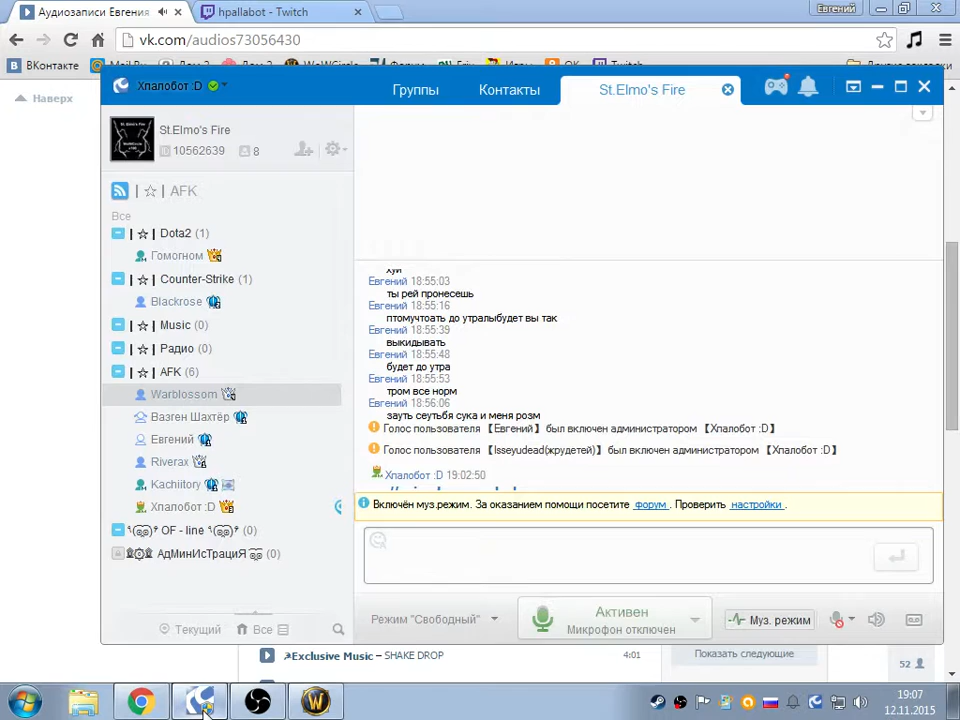 Аудиозаписи Евгения
hpallabot - Twitch
Евгений
vk.com/audios73056430
ВКонтакте
Наверх
Хпалобот :D
Группы
Контакты
St.Elmo's Fire
St.Elmo's Fire
10562639
8
| ☆ | AFK
Все
| ☆ | Dota2 (1)
Гомогном
| ☆ | Counter-Strike (1)
Blackrose
| ☆ | Music (0)
| ☆ | Радио (0)
| ☆ | AFK (6)
Warblossom
Вазген Шахтёр
Евгений
Riverax
Kachiitory
Хпалобот :D
OF - line (0)
АдМинИсТрациЯ (0)
Текущий
Все
хуи
Евгений 18:55:03
ты рей пронесешь
Евгений 18:55:16
птомучтоать до утралыбудет вы так
Евгений 18:55:39
выкидывать
Евгений 18:55:48
будет до утра
Евгений 18:55:53
тром все норм
Евгений 18:56:06
зауть сеутьбя сука и меня розм
Голос пользователя 【Евгений】 был включен администратором 【Хпалобот :D】
Голос пользователя 【Isseyudead(жрудетей)】 был включен администратором 【Хпалобот :D】
Хпалобот :D 19:02:50
Включён муз.режим. За оказанием помощи посетите форум . Проверить настройки .
Режим "Свободный"
Активен
Микрофон отключен
Муз. режим
Exclusive Music – SHAKE DROP
4:01
Показать следующие
52
19:07
12.11.2015